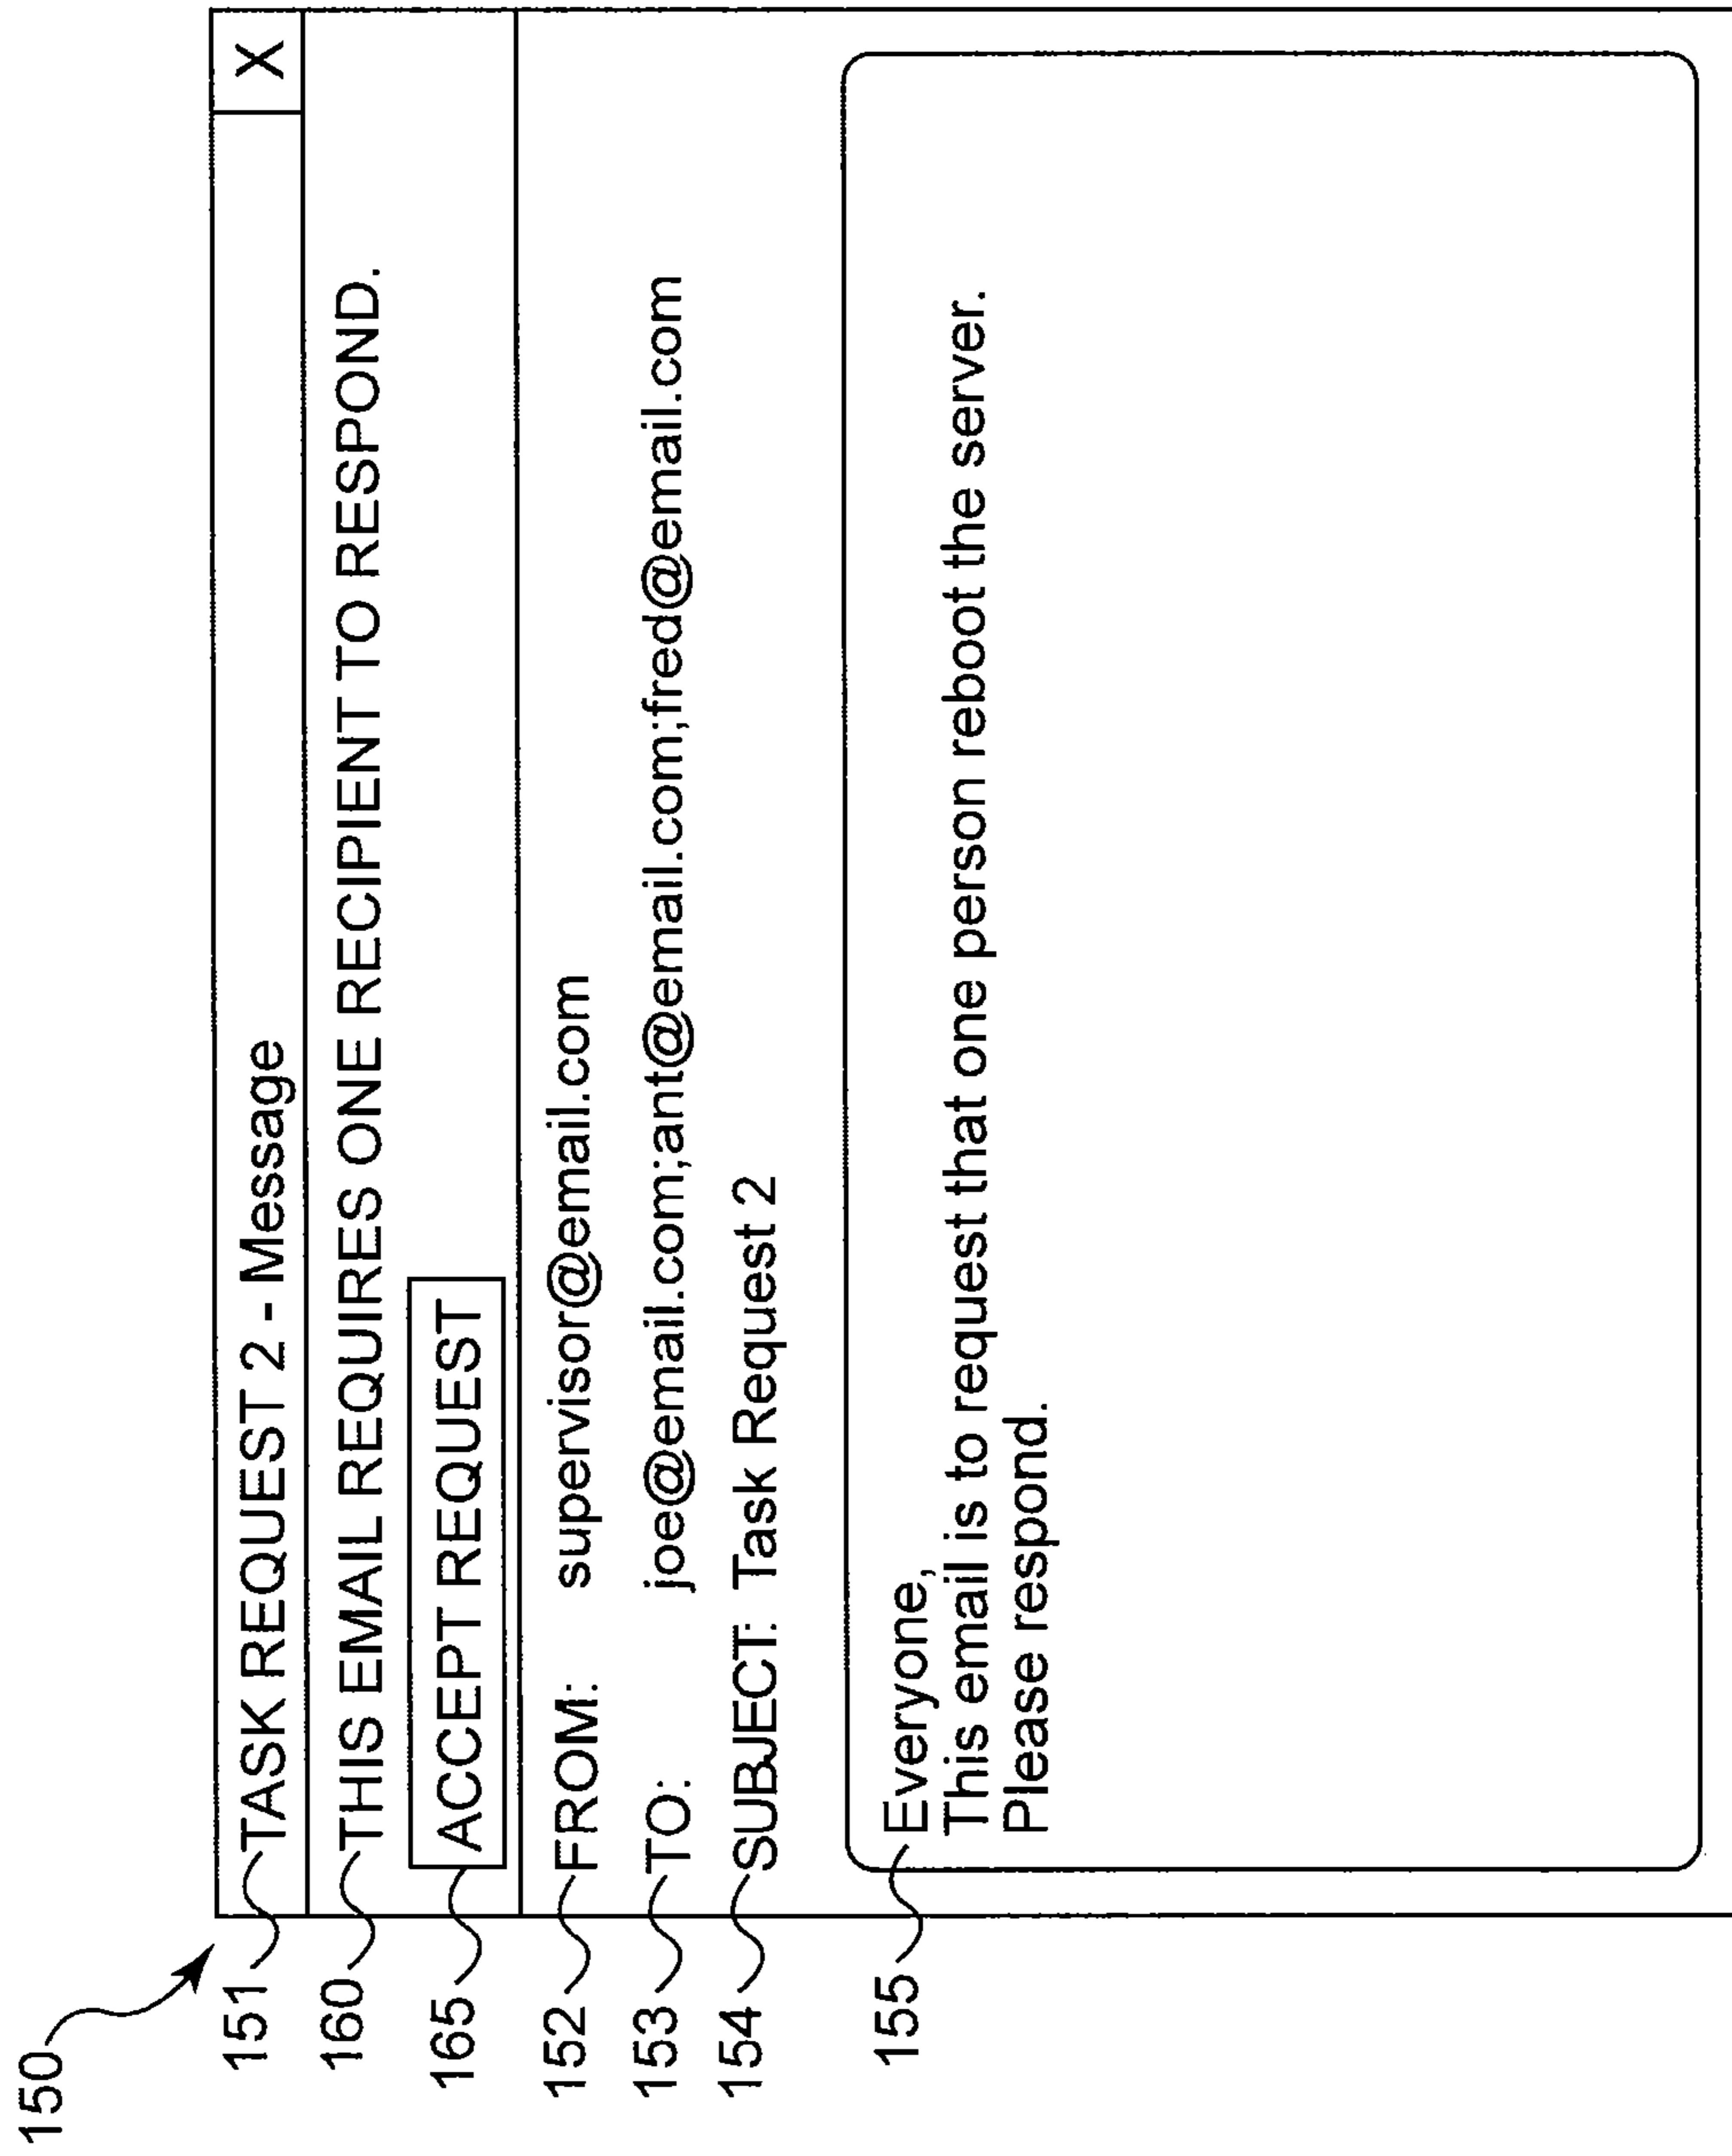 150
151 TASK REQUEST 2 - Message X
160 THIS EMAIL REQUIRES ONE RECIPIENT TO RESPOND.
165 ACCEPT REQUEST
152 FROM: supervisor@email.com
153 TO: joe@email.com;ant@email.com;fred@email.com
154 SUBJECT: Task Request 2
155 Everyone,
This email is to request that one person reboot the server.
Please respond.